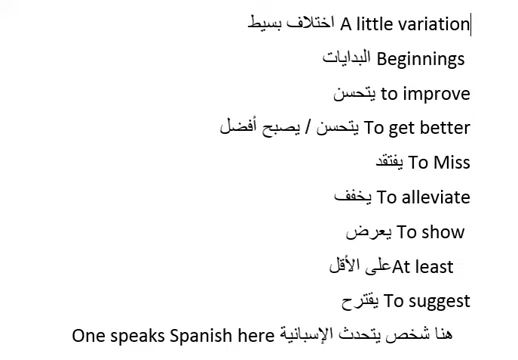 A little variation اختلاف بسيط
Beginnings البدايات
to improve يتحسن
To get better يتحسن / يصبح أفضل
To Miss يفتقد
To alleviate يخفف
To show يعرض
At least على الأقل
To suggest يقترح
One speaks Spanish here هنا شخص يتحدث الإسبانية